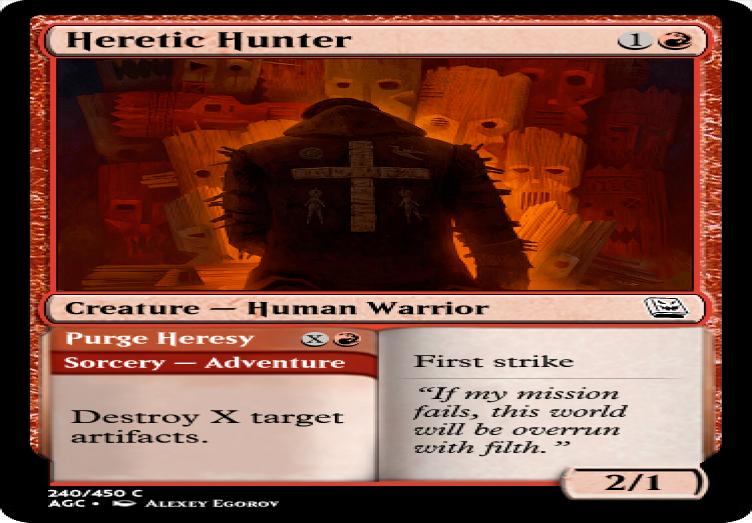 Heretic Hunter 1
Creature — Human Warrior
Purge Heresy X
Sorcery — Adventure
Destroy X target
artifacts.
First strike
“If my mission
fails, this world
will be overrun
with filth.”
2/1
240/450 C
AGC • Alexey Egorov